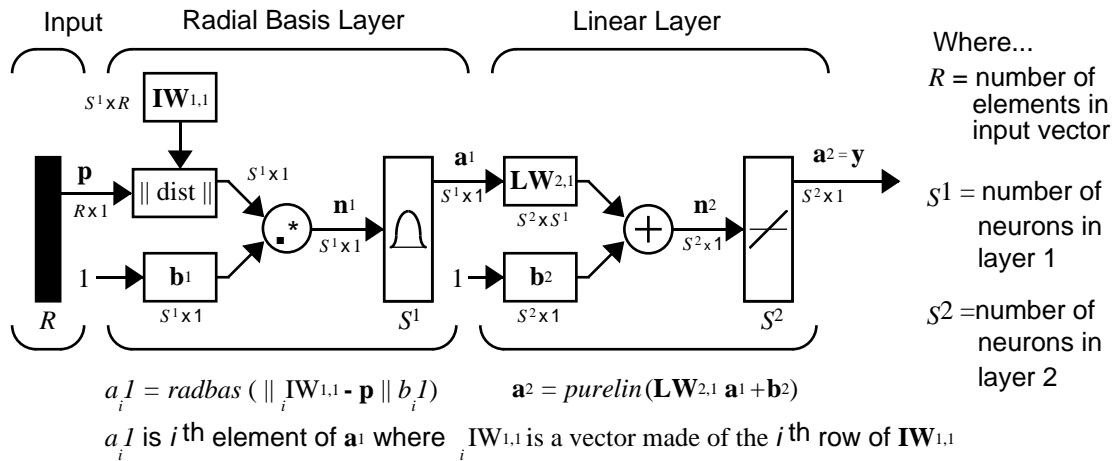 Input Radial Basis Layer Linear Layer
Where...
R = number of
elements in
input vector
S1 = number of
neurons in
layer 1
S2 = number of
neurons in
layer 2
S1 x R
IW1,1
p
R x 1
|| dist ||
S1 x 1
1
b1
S1 x 1
.*
n1
S1 x 1
a1
S1 x 1
LW2,1
S2 x S1
1
b2
S2 x 1
+
n2
S2 x 1
a2 = y
S2 x 1
R S1 S2
ai1 = radbas ( || iIW1,1 - p || bi1) a2 = purelin(LW2,1 a1 +b2)
ai1 is i th element of a1 where iIW1,1 is a vector made of the i th row of IW1,1